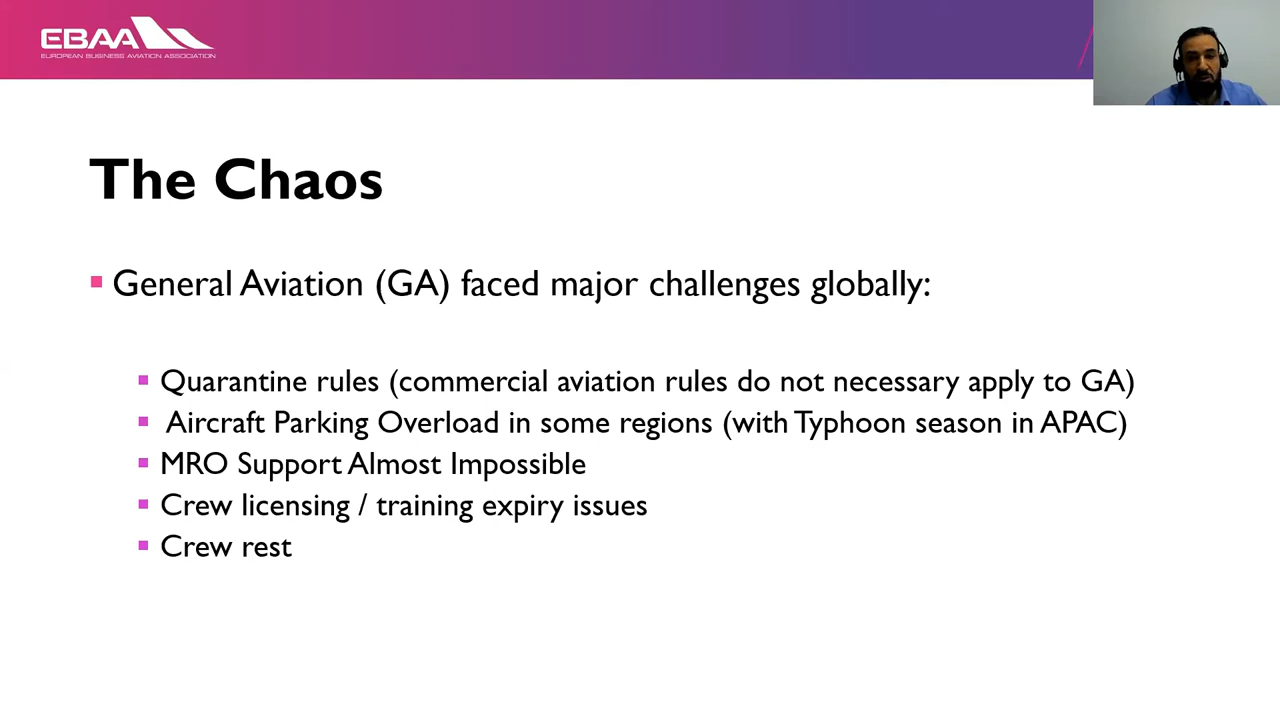 EBAA
EUROPEAN BUSINESS AVIATION ASSOCIATION
The Chaos
General Aviation (GA) faced major challenges globally:
Quarantine rules (commercial aviation rules do not necessary apply to GA)
Aircraft Parking Overload in some regions (with Typhoon season in APAC)
MRO Support Almost Impossible
Crew licensing / training expiry issues
Crew rest